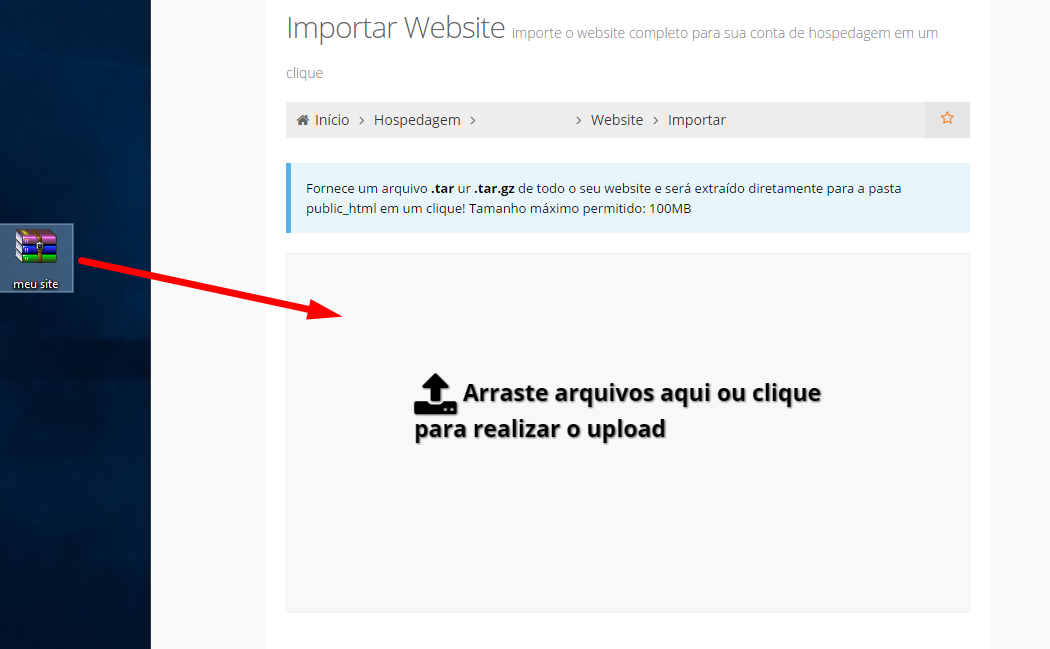 Importar Website importe o website completo para sua conta de hospedagem em um
clique
Início > Hospedagem > > Website > Importar
Fornece um arquivo .tar ur .tar.gz de todo o seu website e será extraído diretamente para a pasta
public_html em um clique! Tamanho máximo permitido: 100MB
meu site
Arraste arquivos aqui ou clique
para realizar o upload